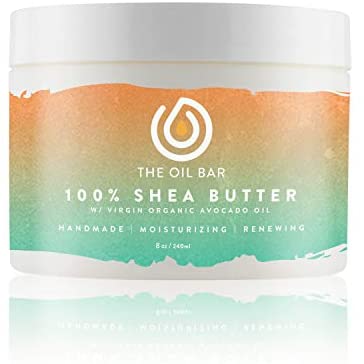 THE OIL BAR
100% SHEA BUTTER
W/ VIRGIN ORGANIC AVOCADO OIL
HANDMADE | MOISTURIZING | RENEWING
8 oz / 240ml